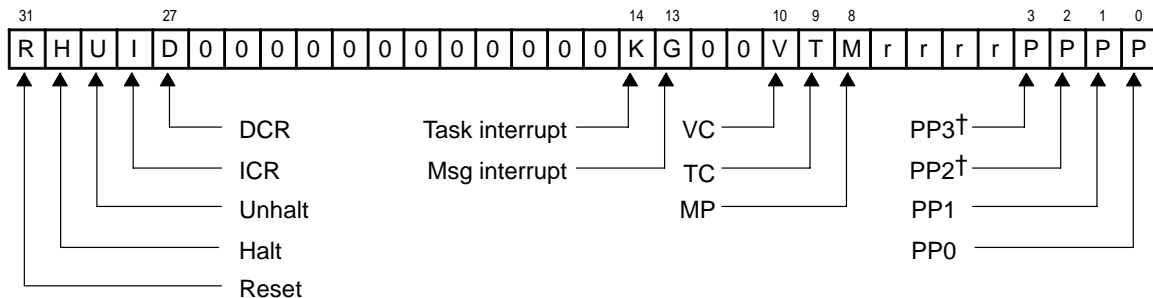 31 27 14 13 10 9 8 3 2 1 0
R H U I D 0 0 0 0 0 0 0 0 0 0 0 0 K G 0 0 V T M r r r r P P P P
DCR Task interrupt VC PP3†
ICR Msg interrupt TC PP2†
Unhalt MP PP1
Halt PP0
Reset